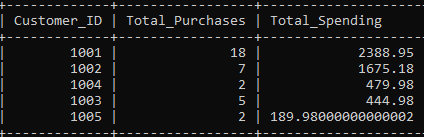 | Customer_ID | Total_Purchases | Total_Spending
| 1001 | 18 | 2388.95
| 1002 | 7 | 1675.18
| 1004 | 2 | 479.98
| 1003 | 5 | 444.98
| 1005 | 2 | 189.98000000000002